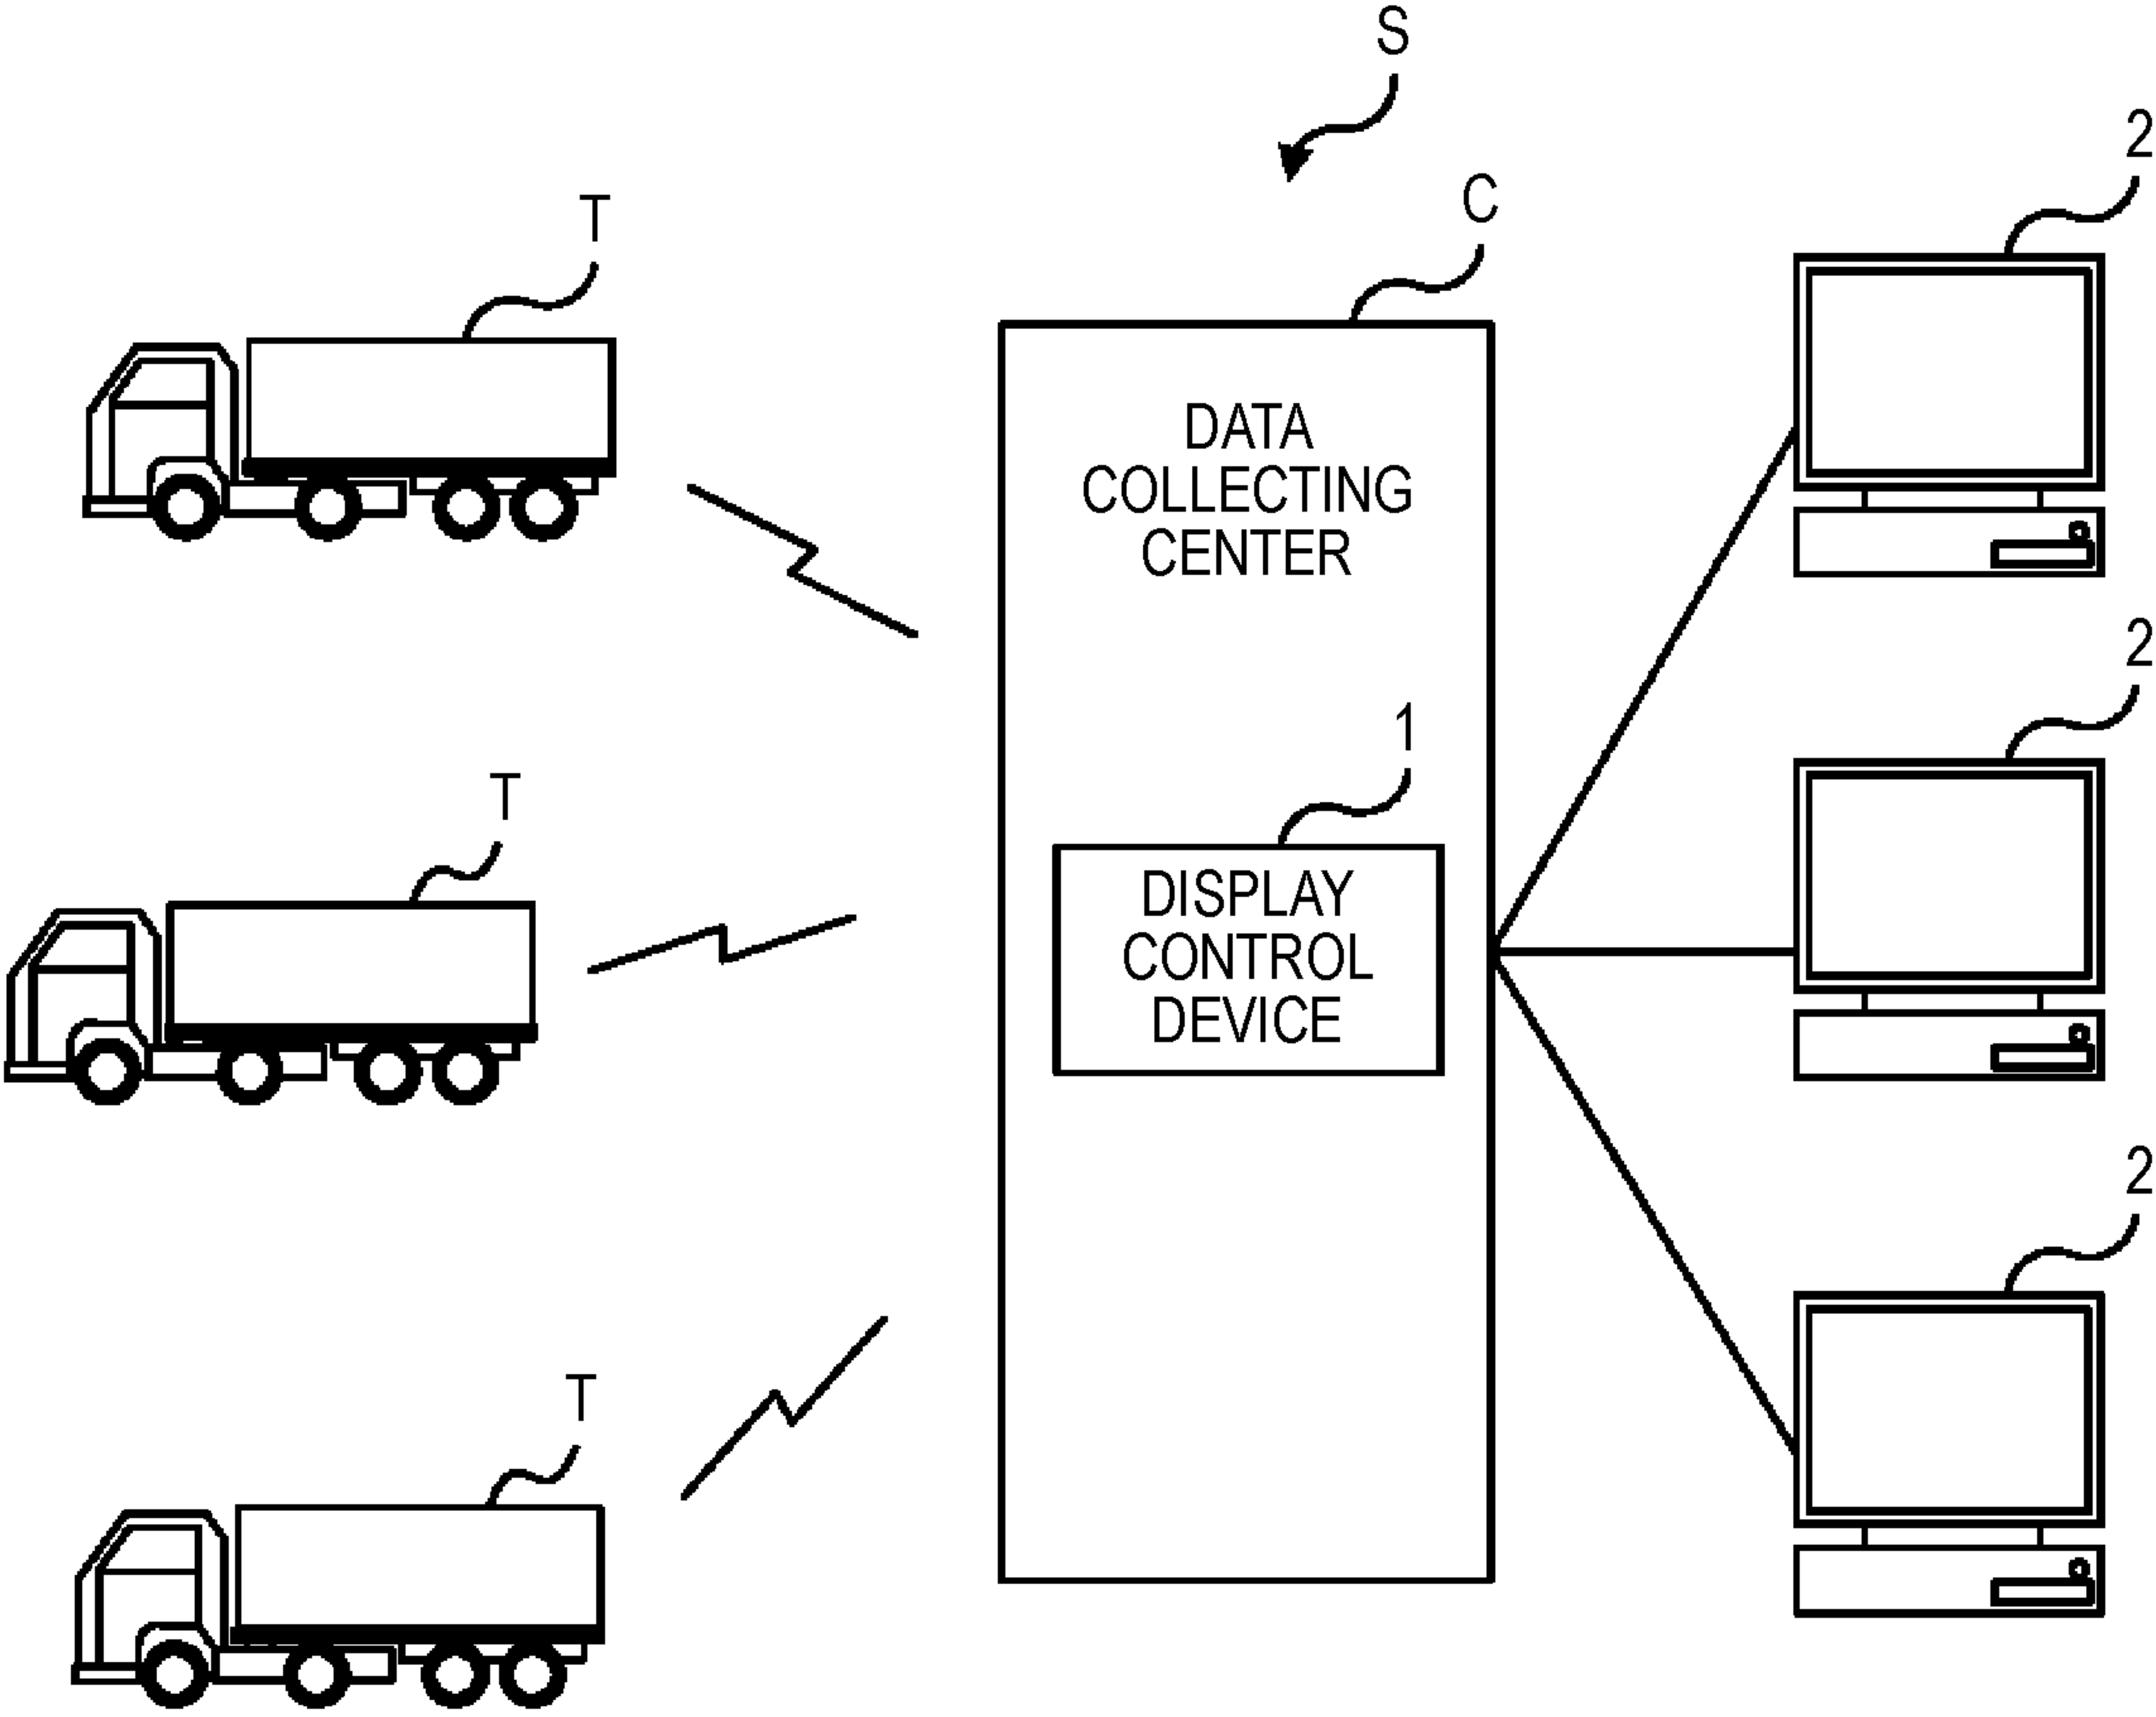 S
C
2
T
DATA
COLLECTING
CENTER
2
1
T
DISPLAY
CONTROL
DEVICE
2
T